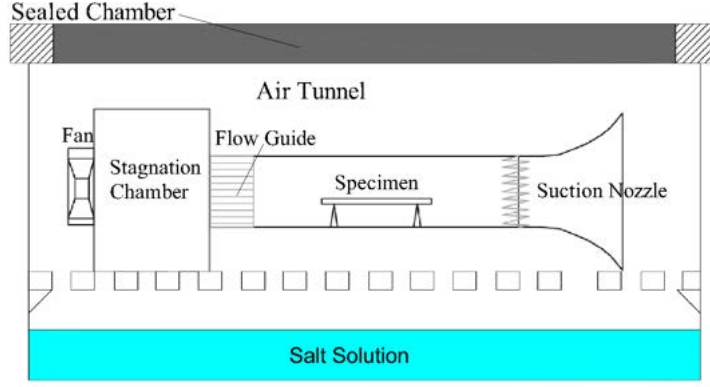 Sealed Chamber
Air Tunnel
Fan
Flow Guide
Stagnation
Chamber
Specimen
Suction Nozzle
Salt Solution